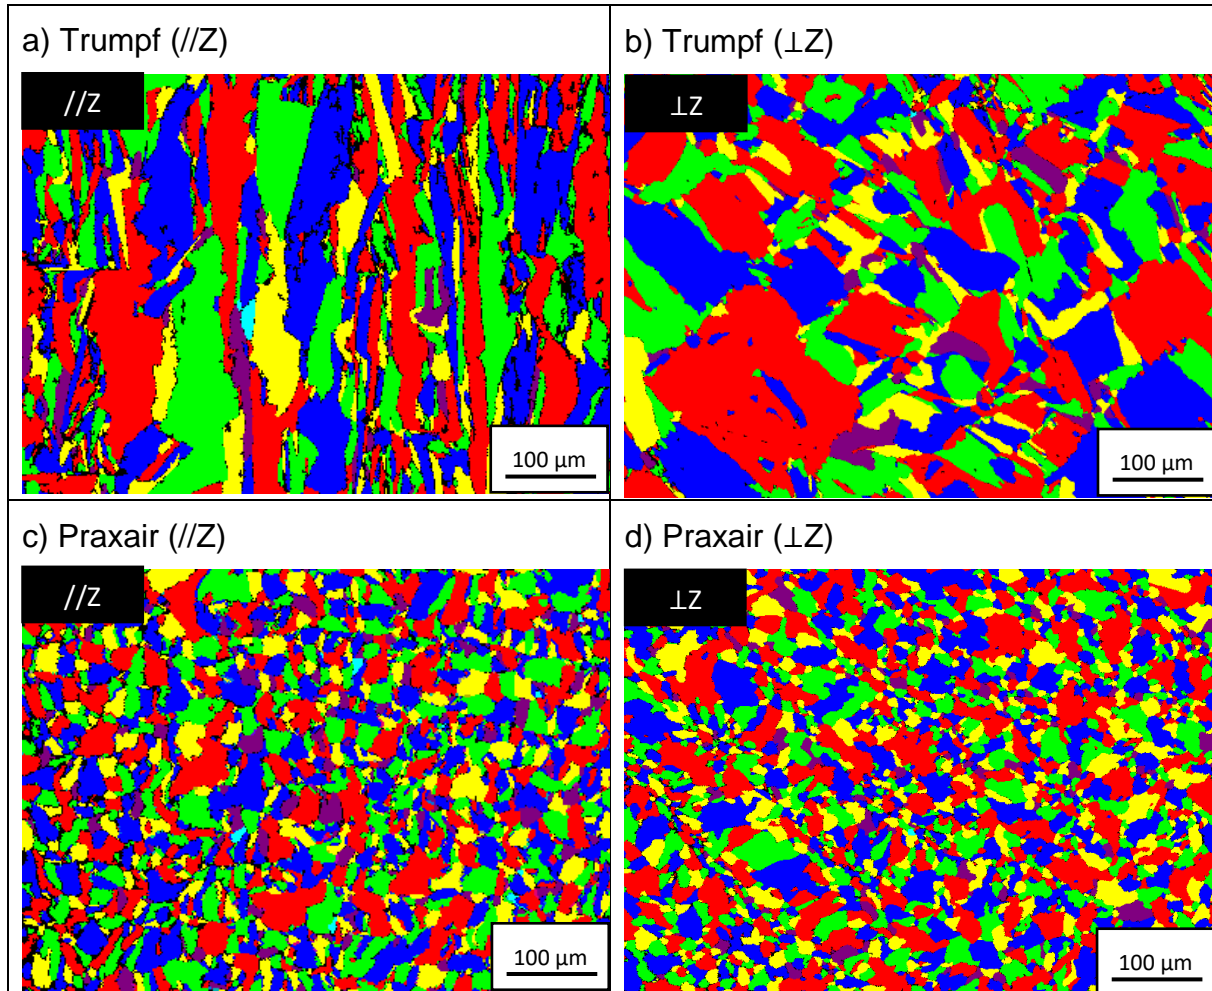 a) Trumpf (//Z)
//Z
100 µm
b) Trumpf (⊥Z)
⊥Z
100 µm
c) Praxair (//Z)
//Z
100 µm
d) Praxair (⊥Z)
⊥Z
100 µm